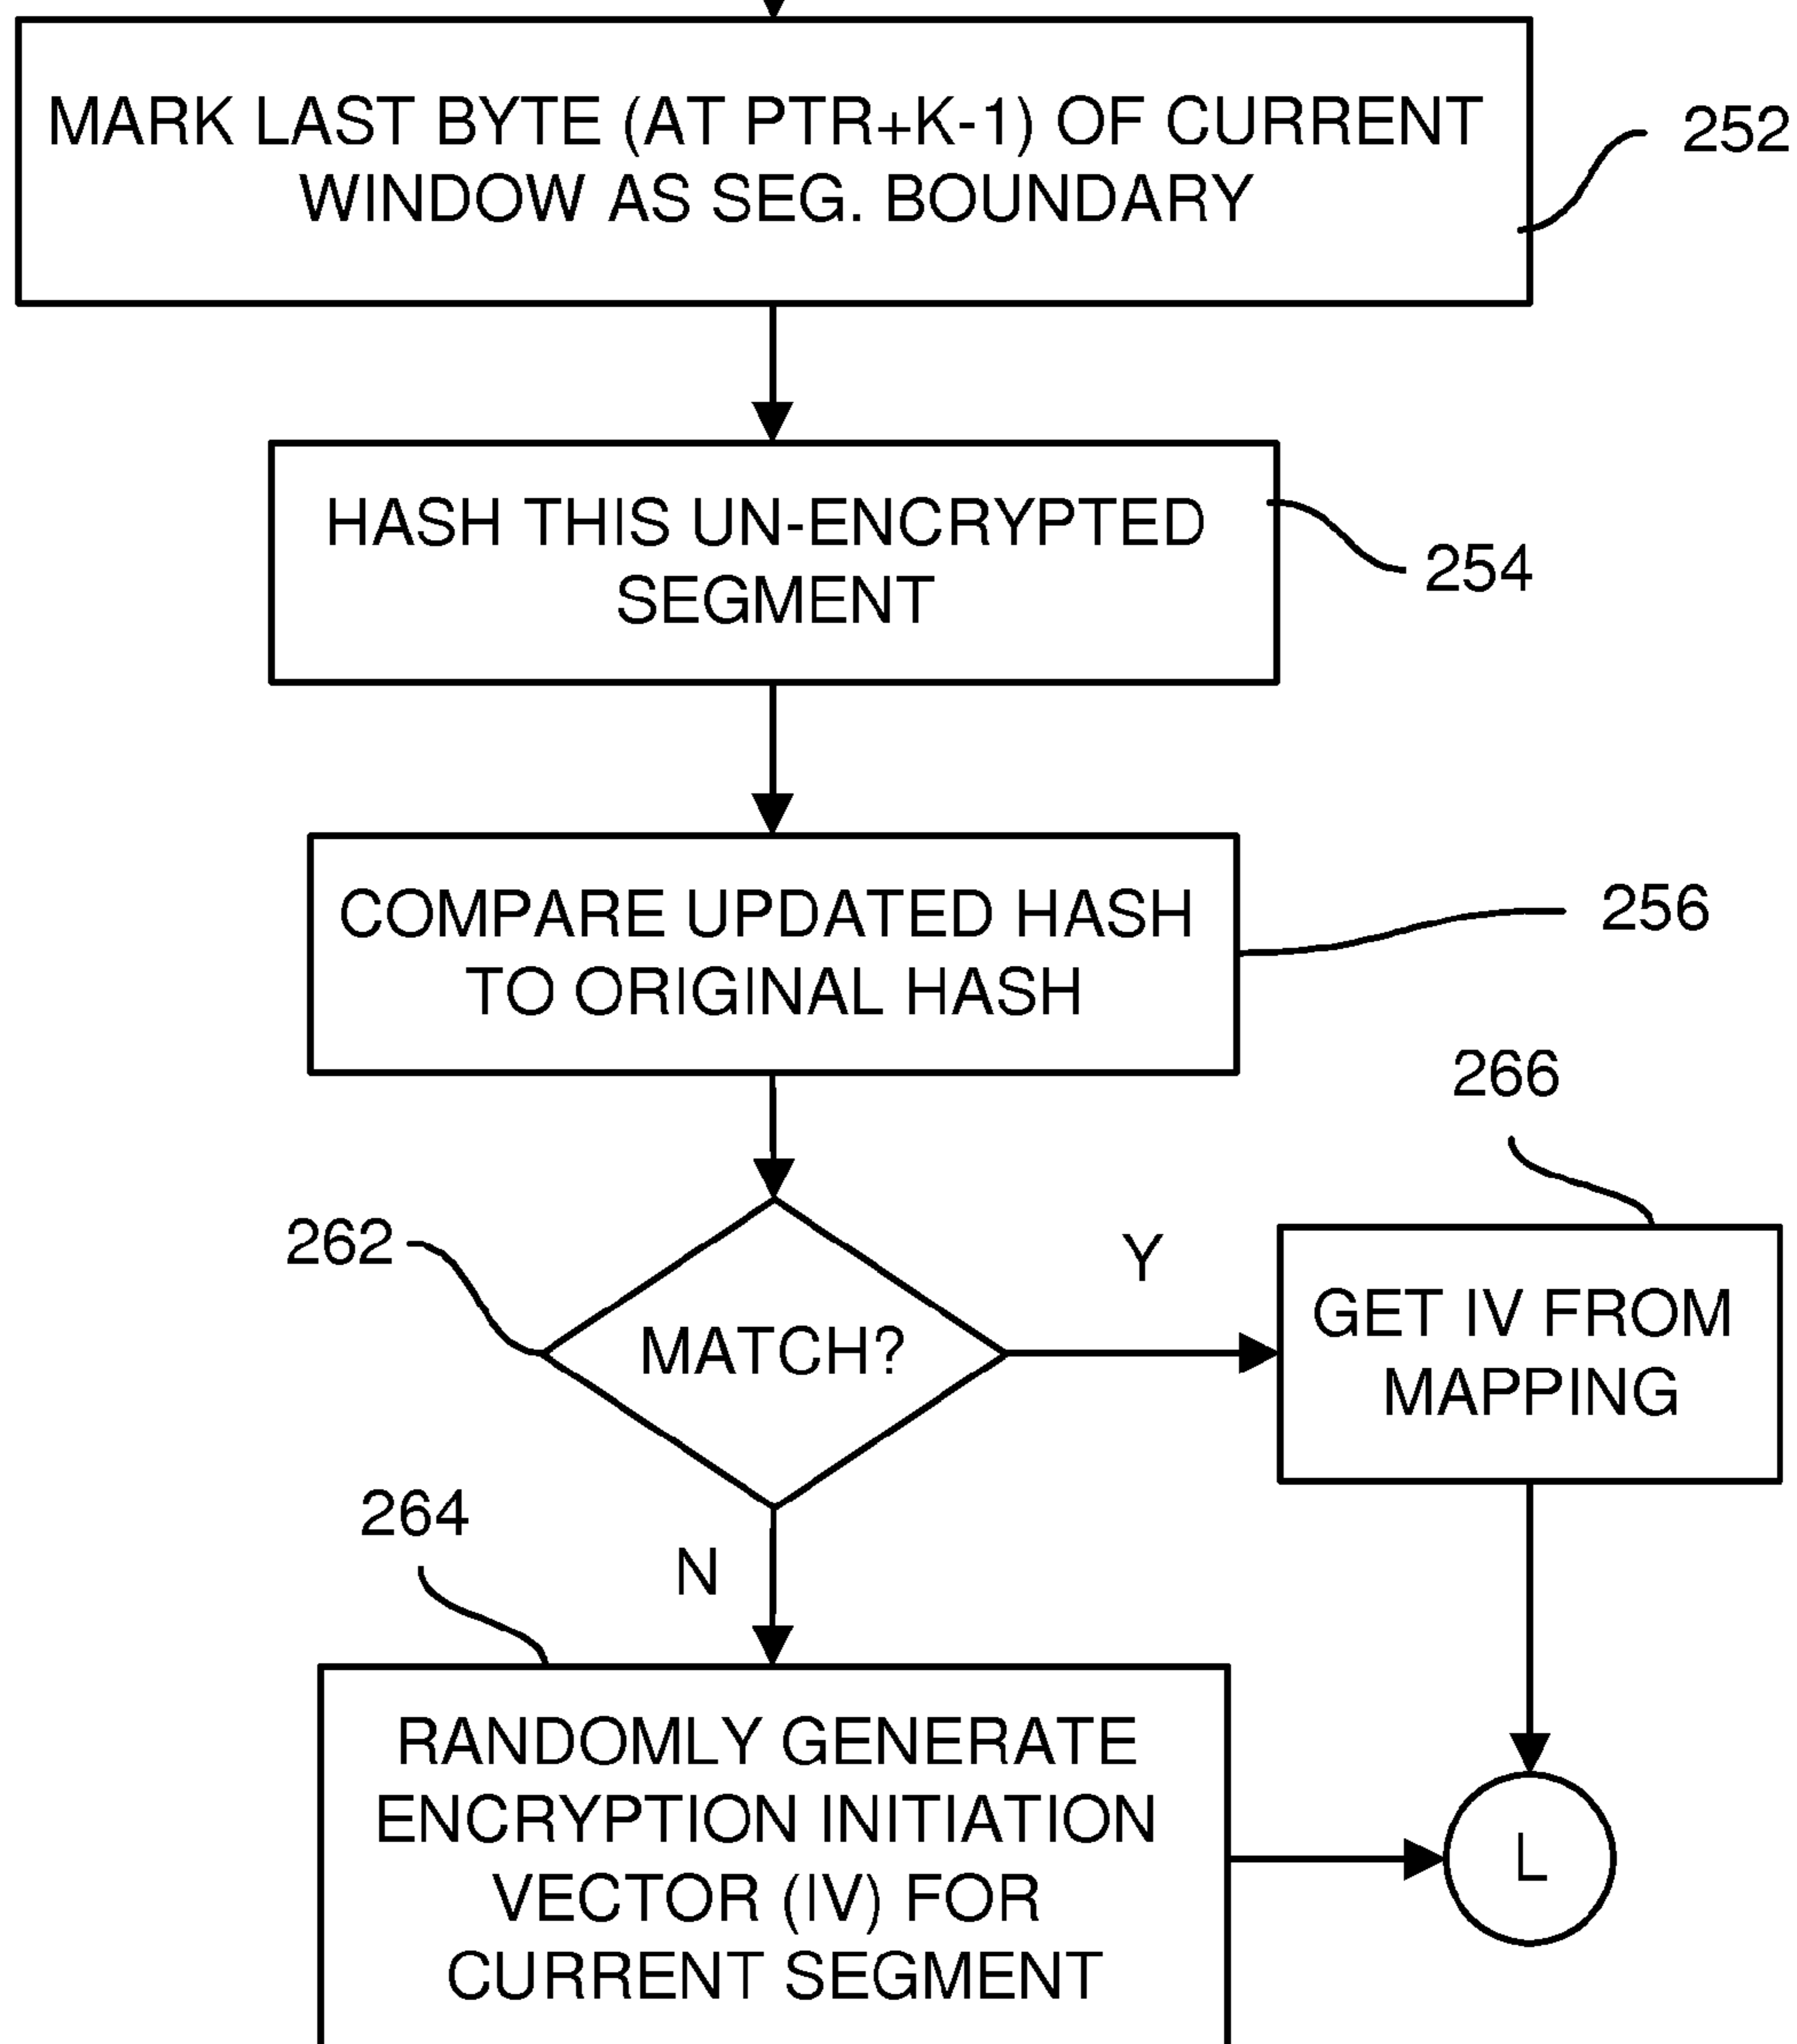 MARK LAST BYTE (AT PTR+K-1) OF CURRENT
WINDOW AS SEG. BOUNDARY
252
HASH THIS UN-ENCRYPTED
SEGMENT
254
COMPARE UPDATED HASH
TO ORIGINAL HASH
256
262
MATCH?
Y
266
GET IV FROM
MAPPING
N
264
RANDOMLY GENERATE
ENCRYPTION INITIATION
VECTOR (IV) FOR
CURRENT SEGMENT
L